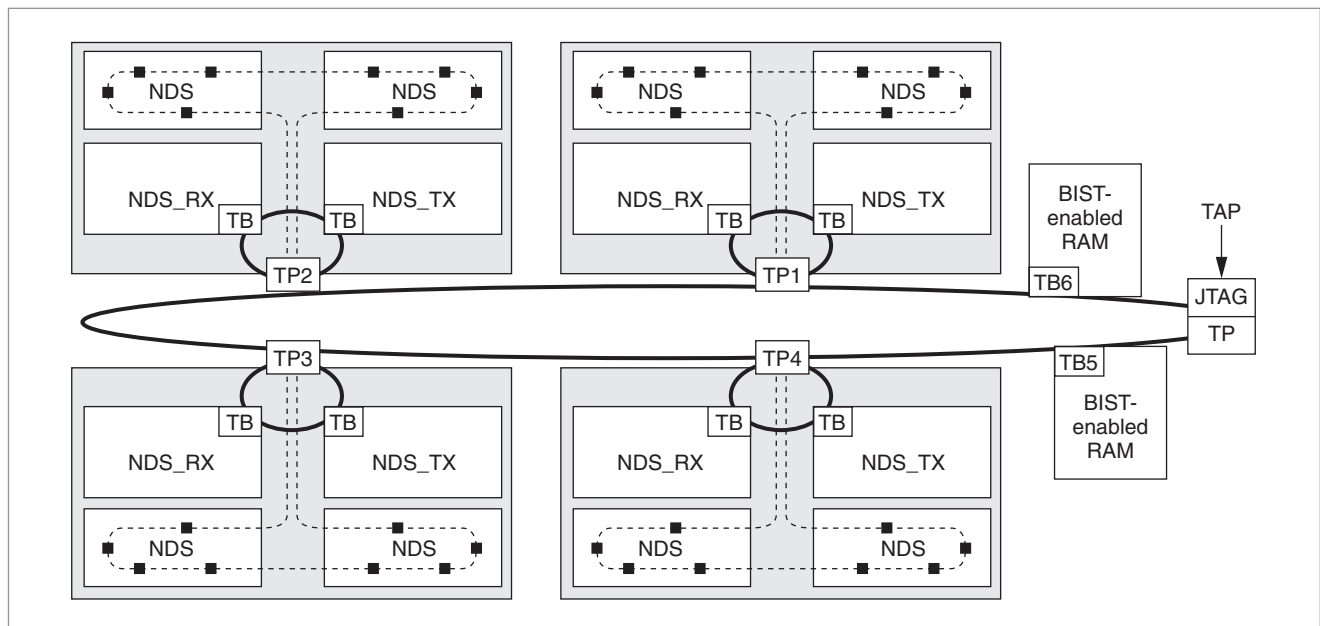 NDS
NDS
NDS
NDS
NDS_RX
NDS_TX
NDS_RX
NDS_TX
BIST-
enabled
RAM
TAP
TB
TB
TB
TB
TP2
TP1
TB6
JTAG
TP
TP3
TP4
TB5
BIST-
enabled
RAM
TB
TB
TB
TB
NDS_RX
NDS_TX
NDS_RX
NDS_TX
NDS
NDS
NDS
NDS